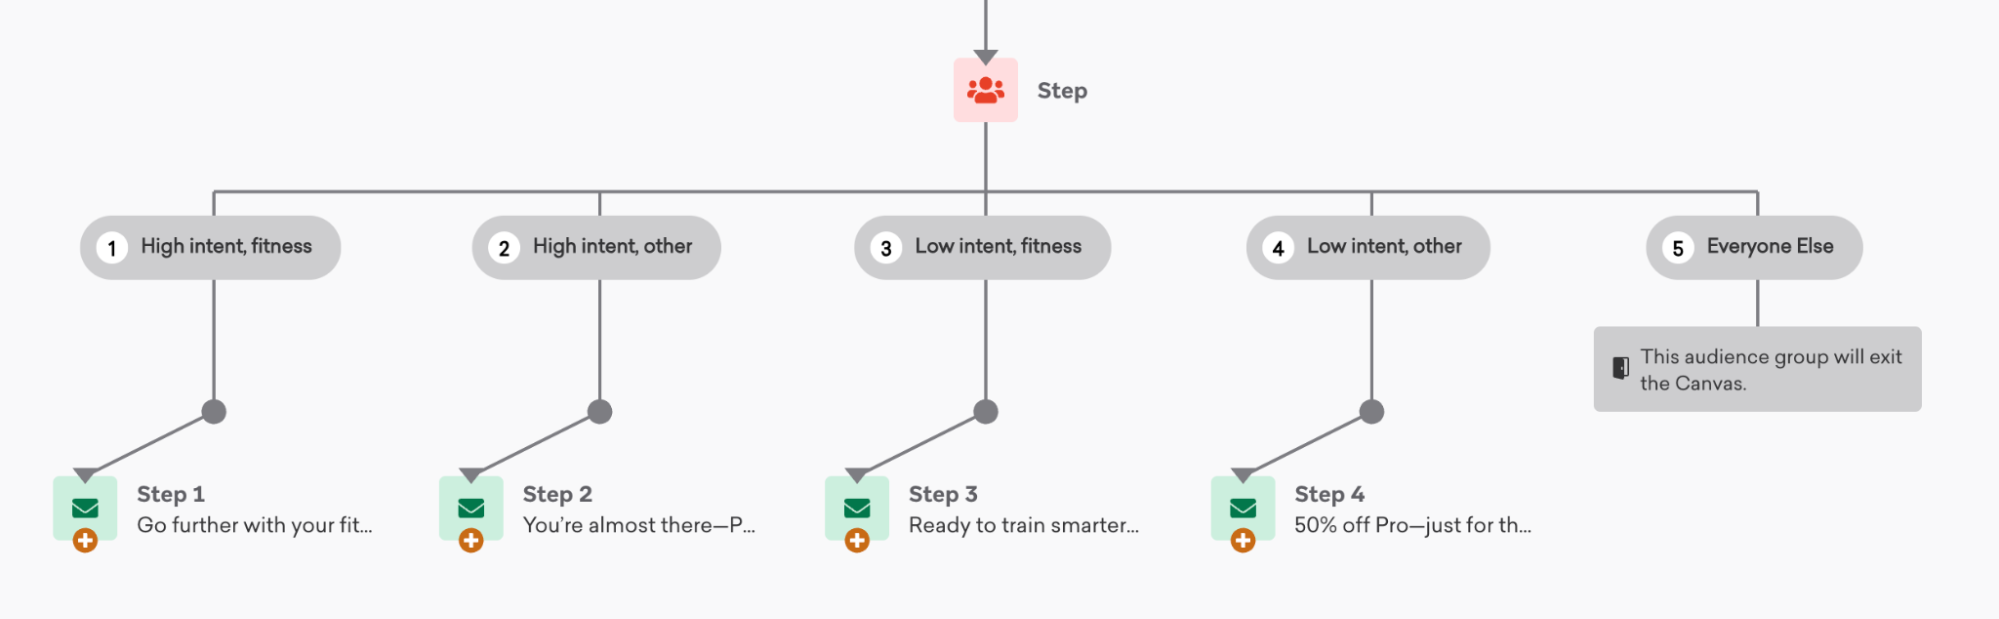 Step
1 High intent, fitness
2 High intent, other
3 Low intent, fitness
4 Low intent, other
5 Everyone Else
This audience group will exit
the Canvas.
Step 1
Go further with your fit...
Step 2
You’re almost there—P...
Step 3
Ready to train smarter...
Step 4
50% off Pro—just for th...